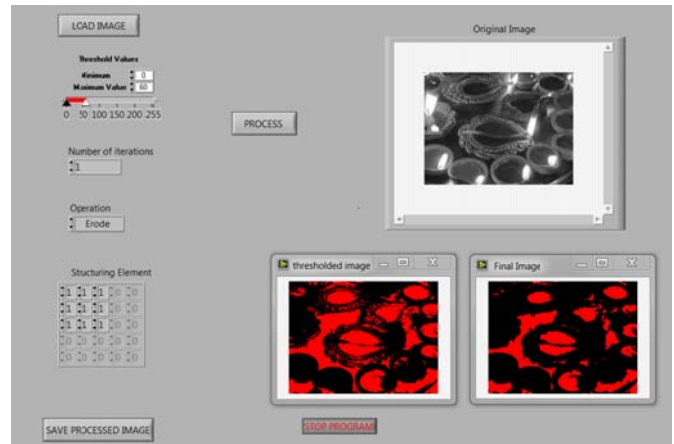 LOAD IMAGE
Original Image
Threshold Values
Minimum 0
Maximum Value 60
0 50 100 150 200 255
PROCESS
Number of iterations
1
Operation
Erode
thresholded image
Final Image
Structuring Element
1 1 1 0 0
1 1 1 0 0
1 1 1 0 0
0 0 0 0 0
0 0 0 0 0
SAVE PROCESSED IMAGE
STOP PROGRAM